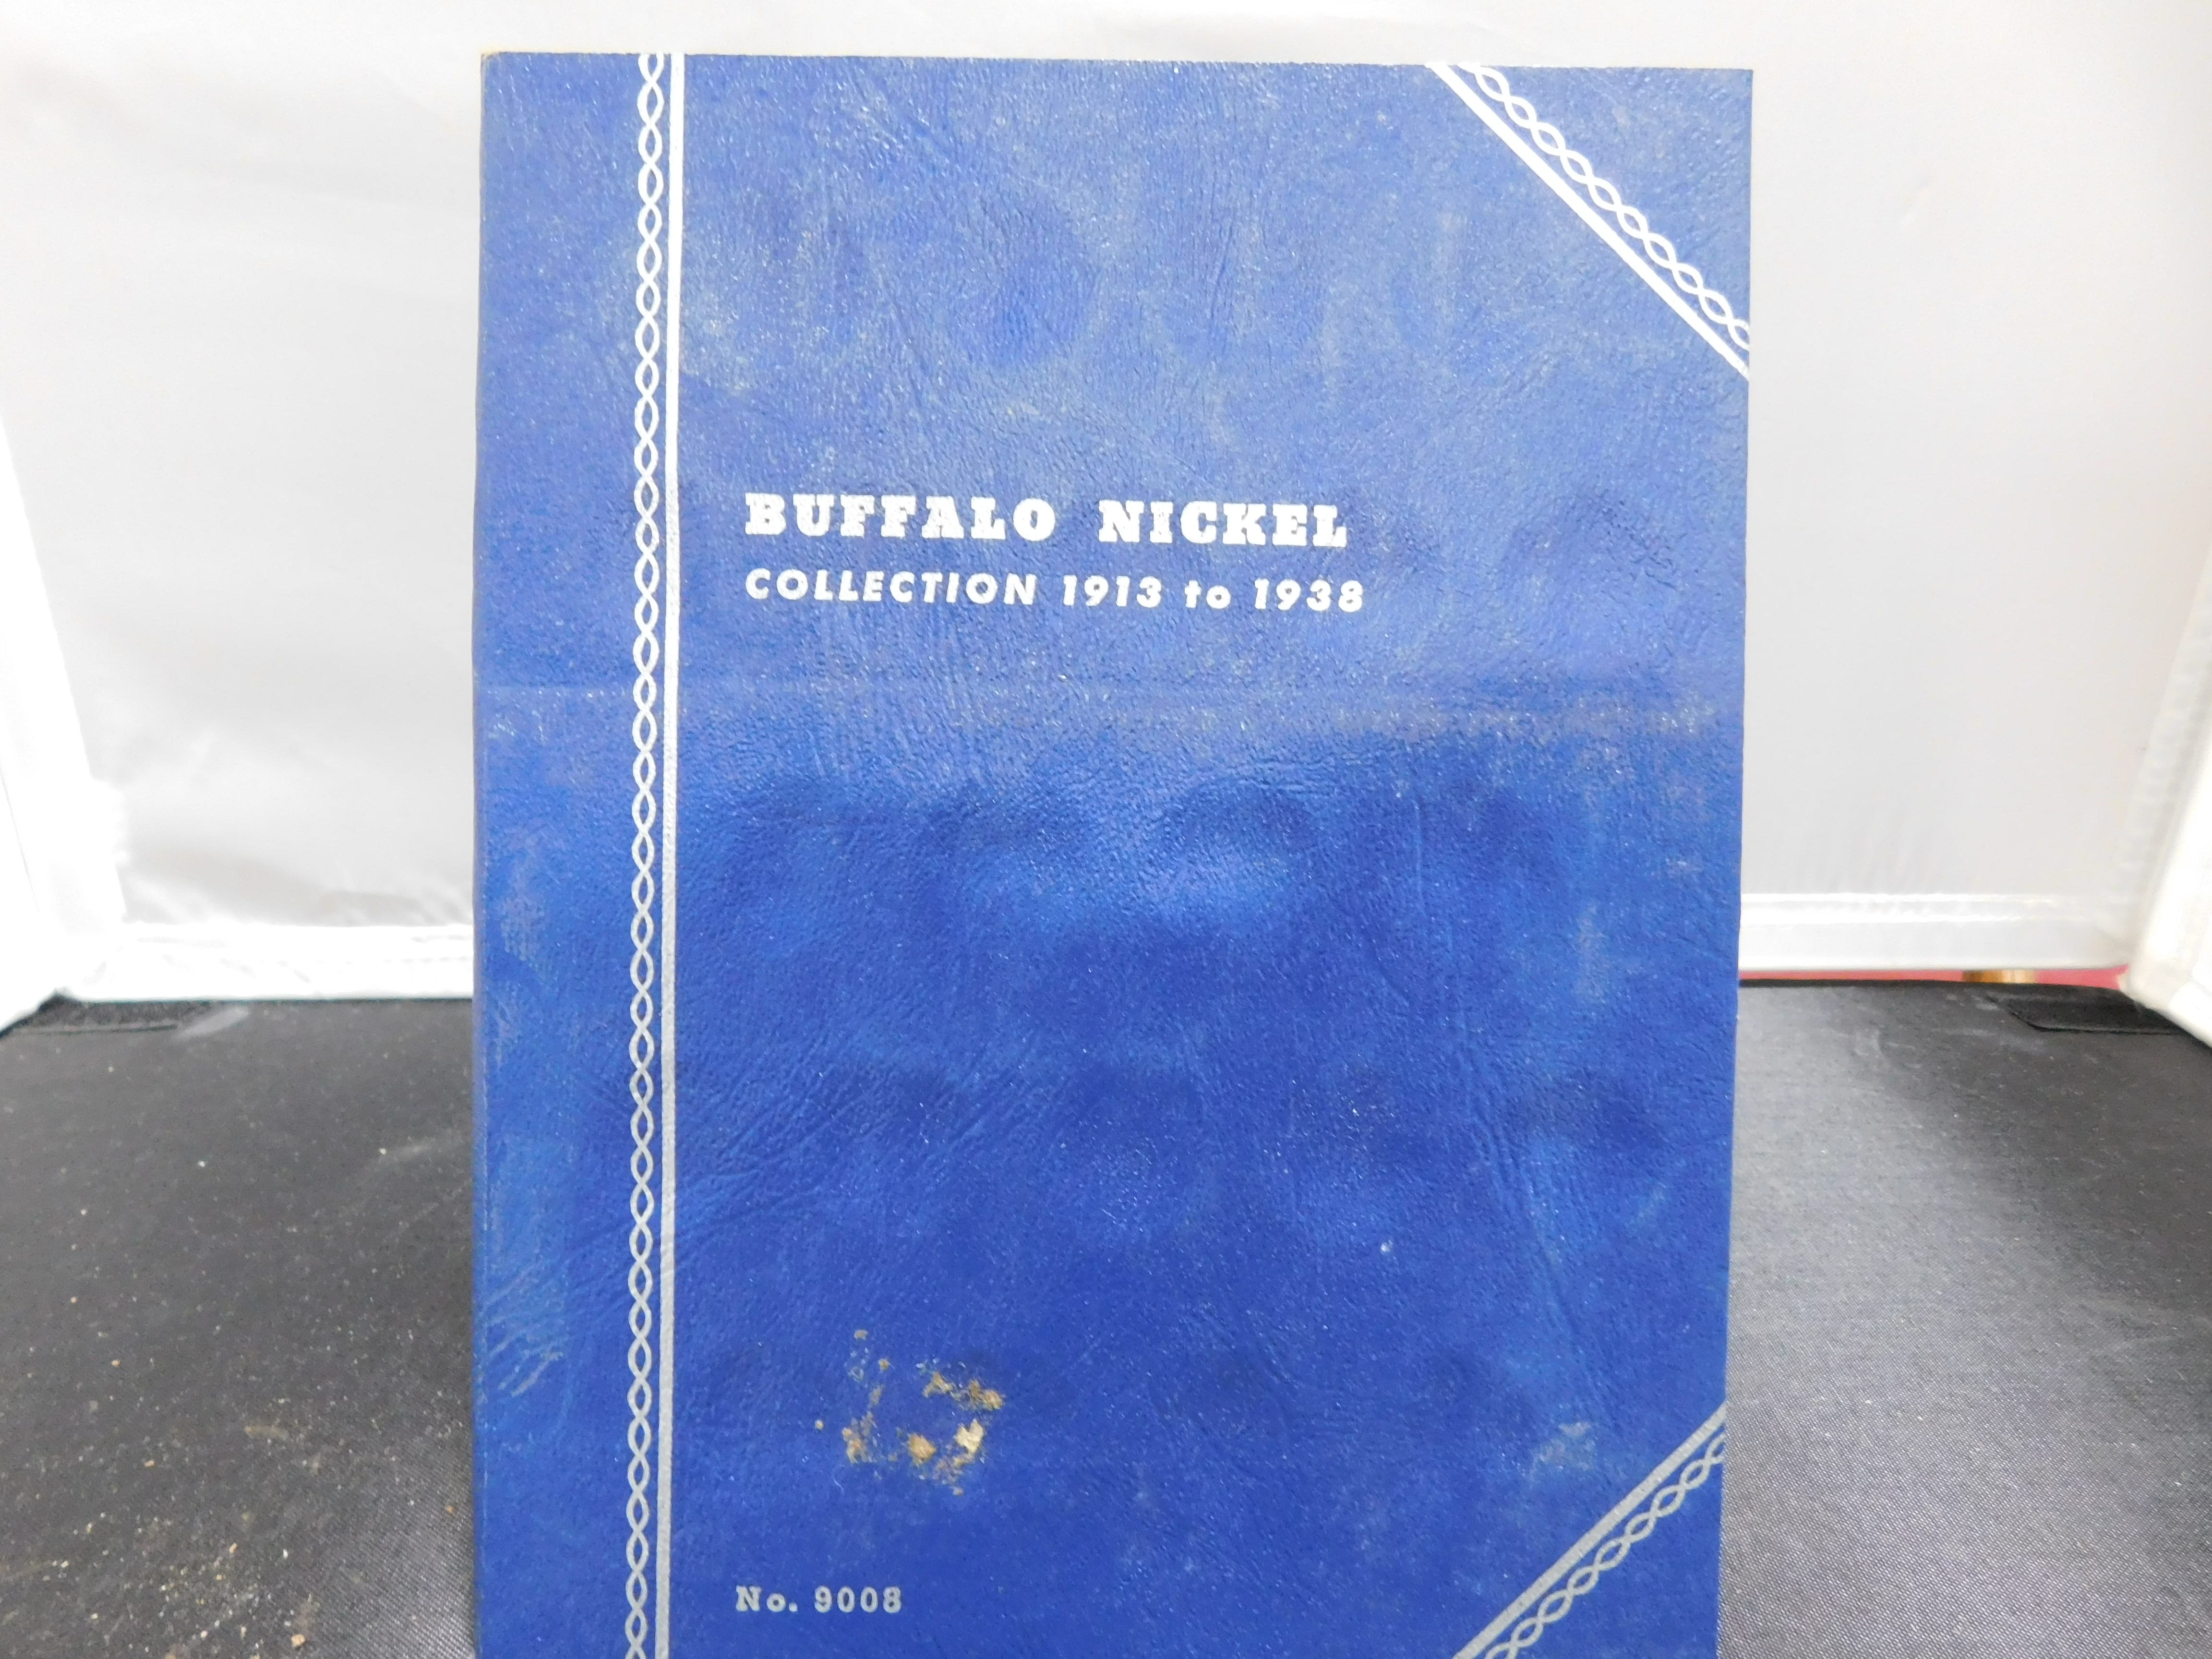 BUFFALO NICKEL
COLLECTION 1913 to 1938
No. 9008